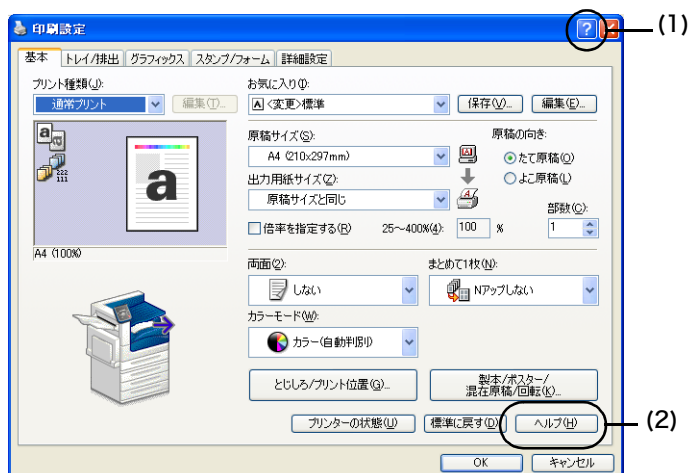 印刷設定
? (1)
基本 トレイ/排出 グラフィックス スタンプ/フォーム 詳細設定
プリント種類(J):
通常プリント 編集(T)...
お気に入り(I):
A <変更>標準 保存(V)... 編集(E)...
a a
222
111
a
A4 (100%)
原稿サイズ(S):
A4 (210x297mm)
出力用紙サイズ(Z):
原稿サイズと同じ
原稿の向き:
たて原稿(O)
よこ原稿(L)
倍率を指定する(R) 25~400%(4): 100 %
部数(C):
1
両面(2):
しない
まとめて1枚(N):
Nアップしない
カラーモード(W):
カラー(自動判別)
とじしろ/プリント位置(G)...
製本/ポスター/
混在原稿/回転(K)...
プリンターの状態(U) 標準に戻す(D) ヘルプ(H) (2)
OK キャンセル